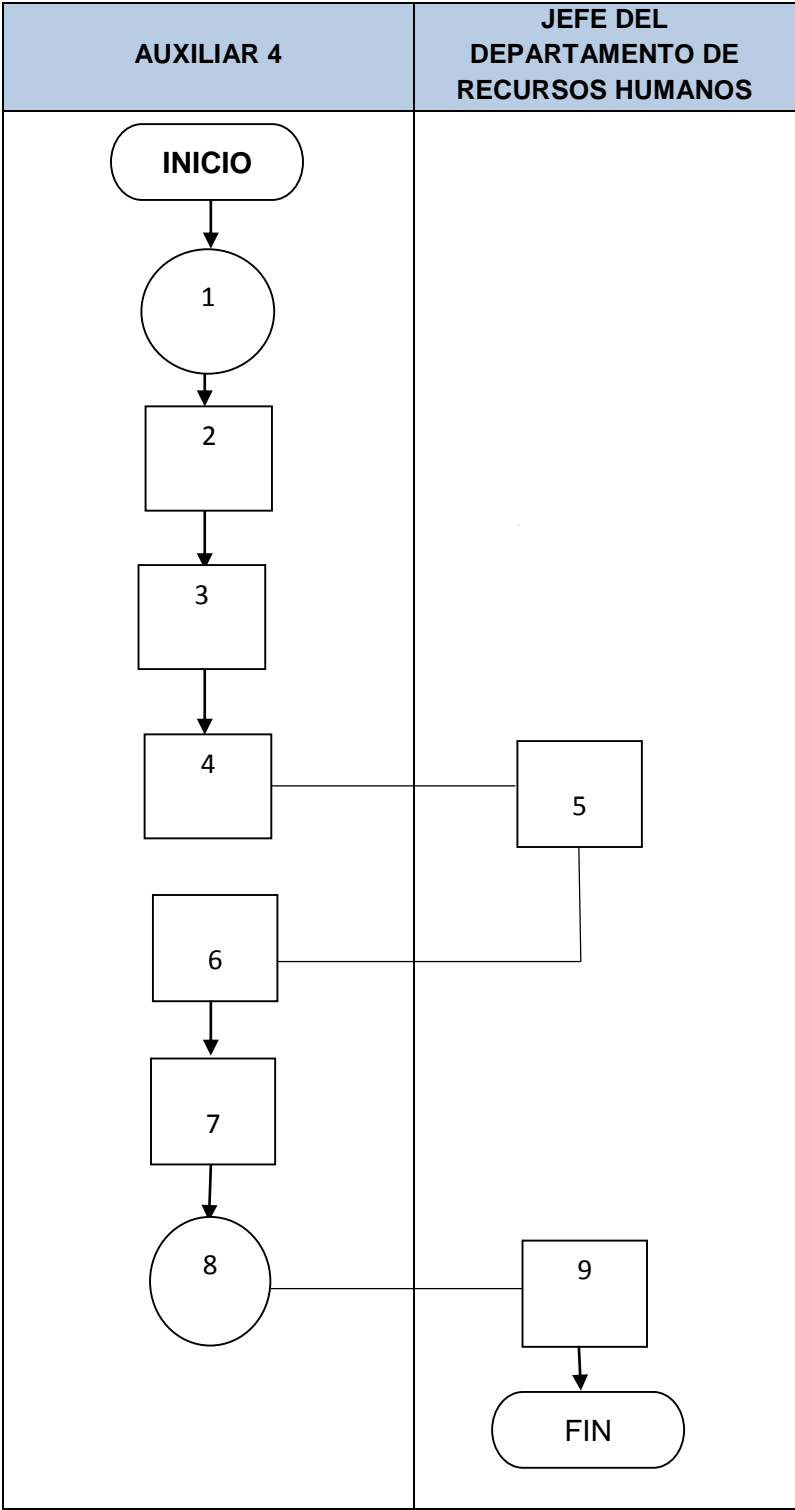 AUXILIAR 4
JEFE DEL
DEPARTAMENTO DE
RECURSOS HUMANOS
INICIO
1
2
3
4
5
6
7
8
9
FIN